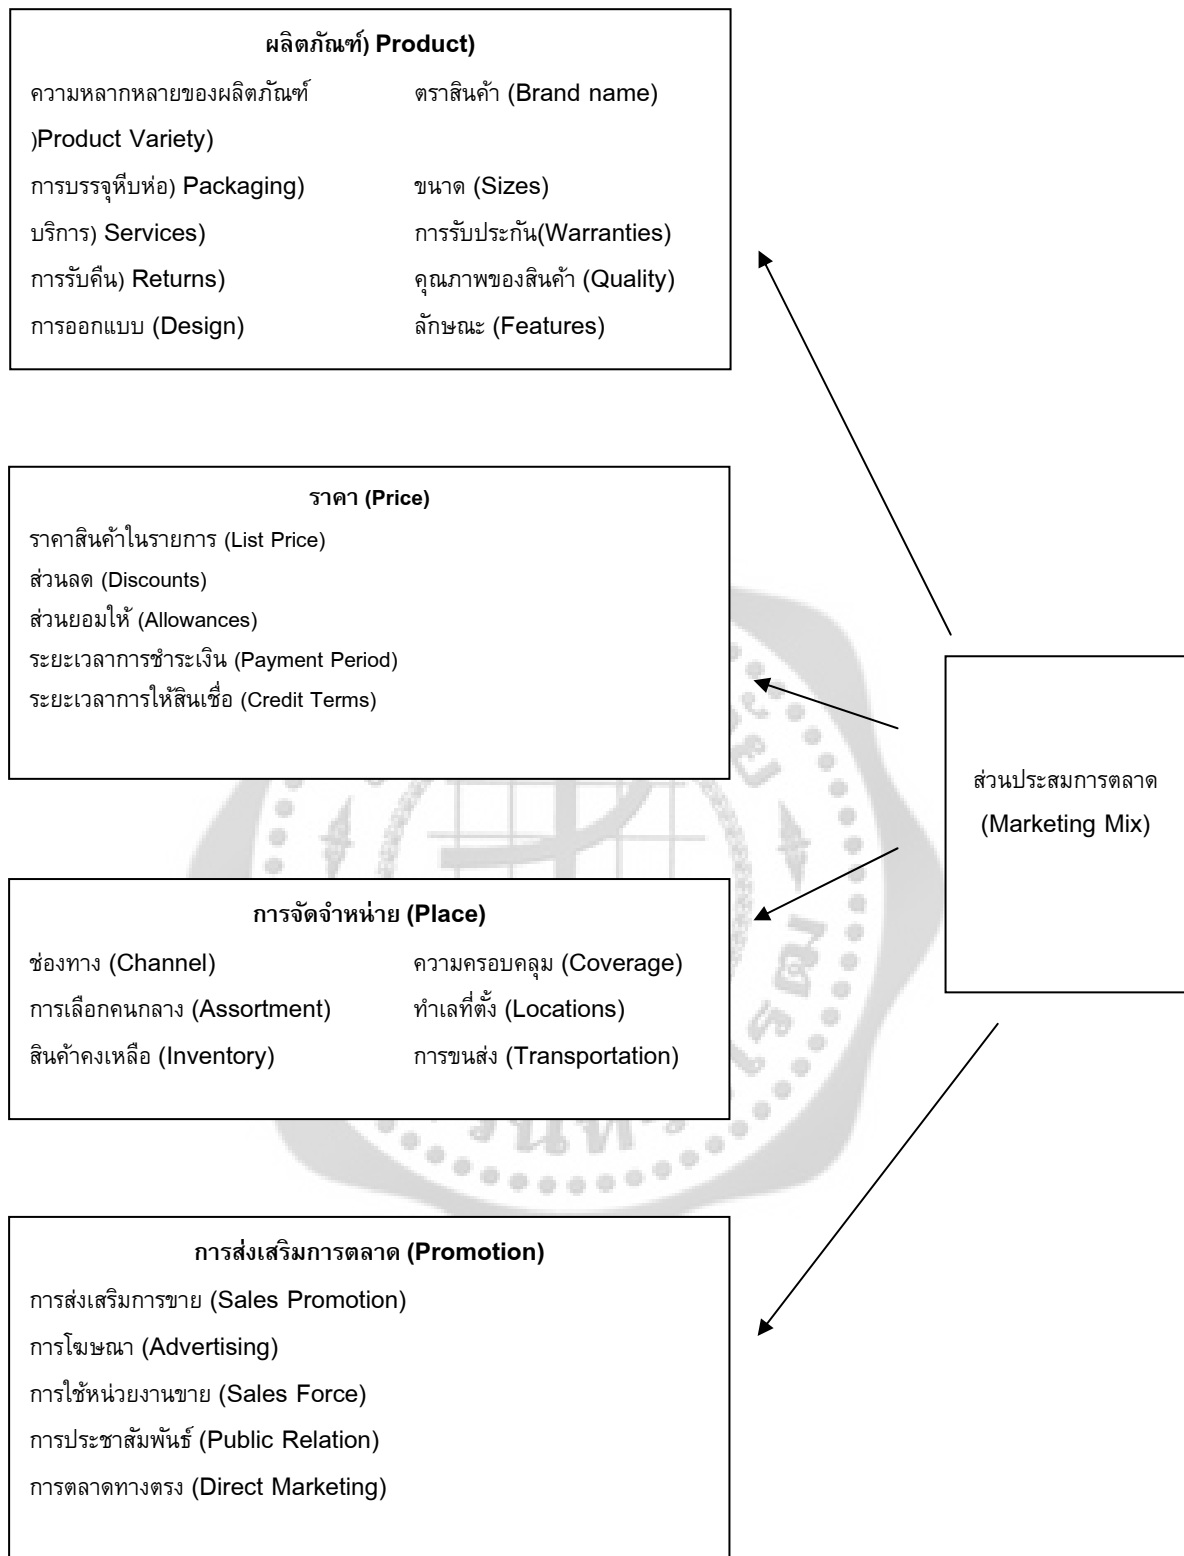 ผลิตภัณฑ์) Product)
ความหลากหลายของผลิตภัณฑ์ ตราสินค้า (Brand name)
)Product Variety)
การบรรจุหีบห่อ) Packaging) ขนาด (Sizes)
บริการ) Services) การรับประกัน(Warranties)
การรับคืน) Returns) คุณภาพของสินค้า (Quality)
การออกแบบ (Design) ลักษณะ (Features)
ราคา (Price)
ราคาสินค้าในรายการ (List Price)
ส่วนลด (Discounts)
ส่วนยอมให้ (Allowances)
ระยะเวลาการชำระเงิน (Payment Period)
ระยะเวลาการให้สินเชื่อ (Credit Terms)
ส่วนประสมการตลาด
(Marketing Mix)
การจัดจำหน่าย (Place)
ช่องทาง (Channel) ความครอบคลุม (Coverage)
การเลือกคนกลาง (Assortment) ทำเลที่ตั้ง (Locations)
สินค้าคงเหลือ (Inventory) การขนส่ง (Transportation)
การส่งเสริมการตลาด (Promotion)
การส่งเสริมการขาย (Sales Promotion)
การโฆษณา (Advertising)
การใช้หน่วยงานขาย (Sales Force)
การประชาสัมพันธ์ (Public Relation)
การตลาดทางตรง (Direct Marketing)